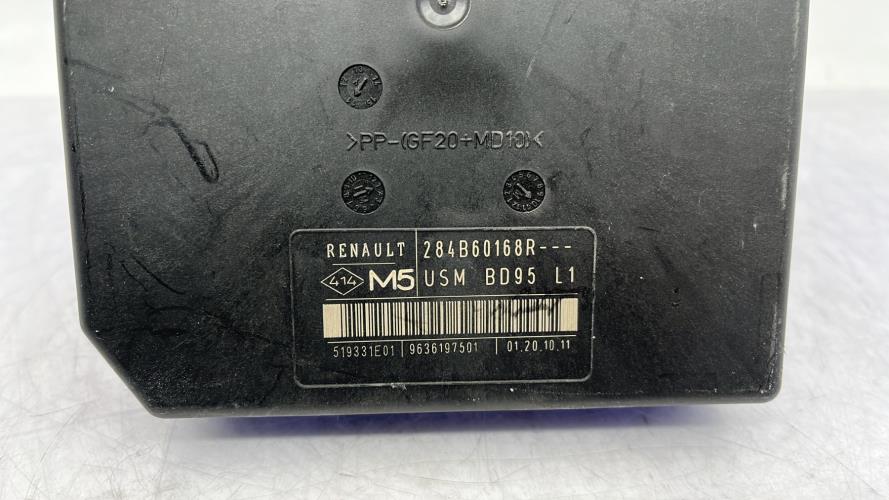 >PP-(GF20+MD10)<
RENAULT 284B60168R---
414 M5 USM BD95 L1
519331E01 9636197501 01.20.10.11